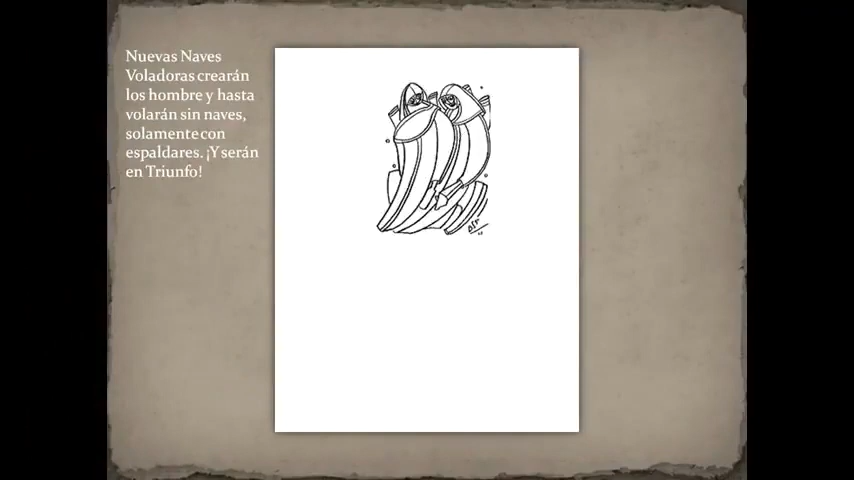 Nuevas Naves
Voladoras crearán
los hombre y hasta
volarán sin naves,
solamente con
espaldares. ¡Y serán
en Triunfo!